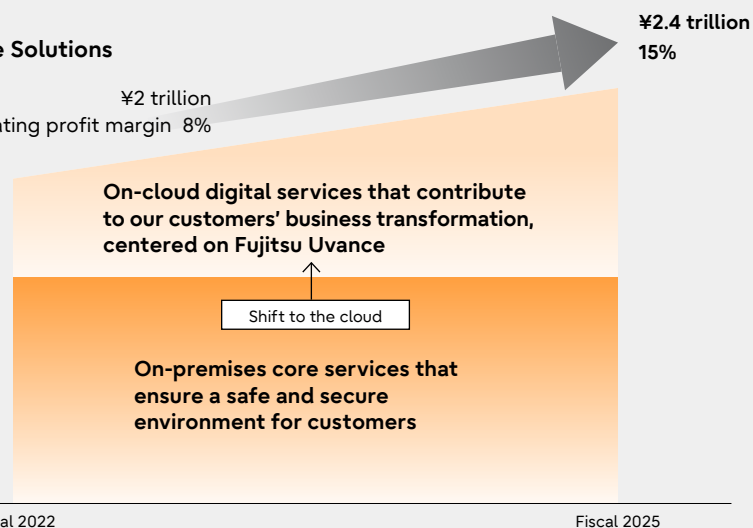 ¥2.4 trillion
15%
Solutions
¥2 trillion
profit margin 8%
On-cloud digital services that contribute
to our customers' business transformation,
centered on Fujitsu Uvance
Shift to the cloud
On-premises core services that
ensure a safe and secure
environment for customers
2022
Fiscal 2025